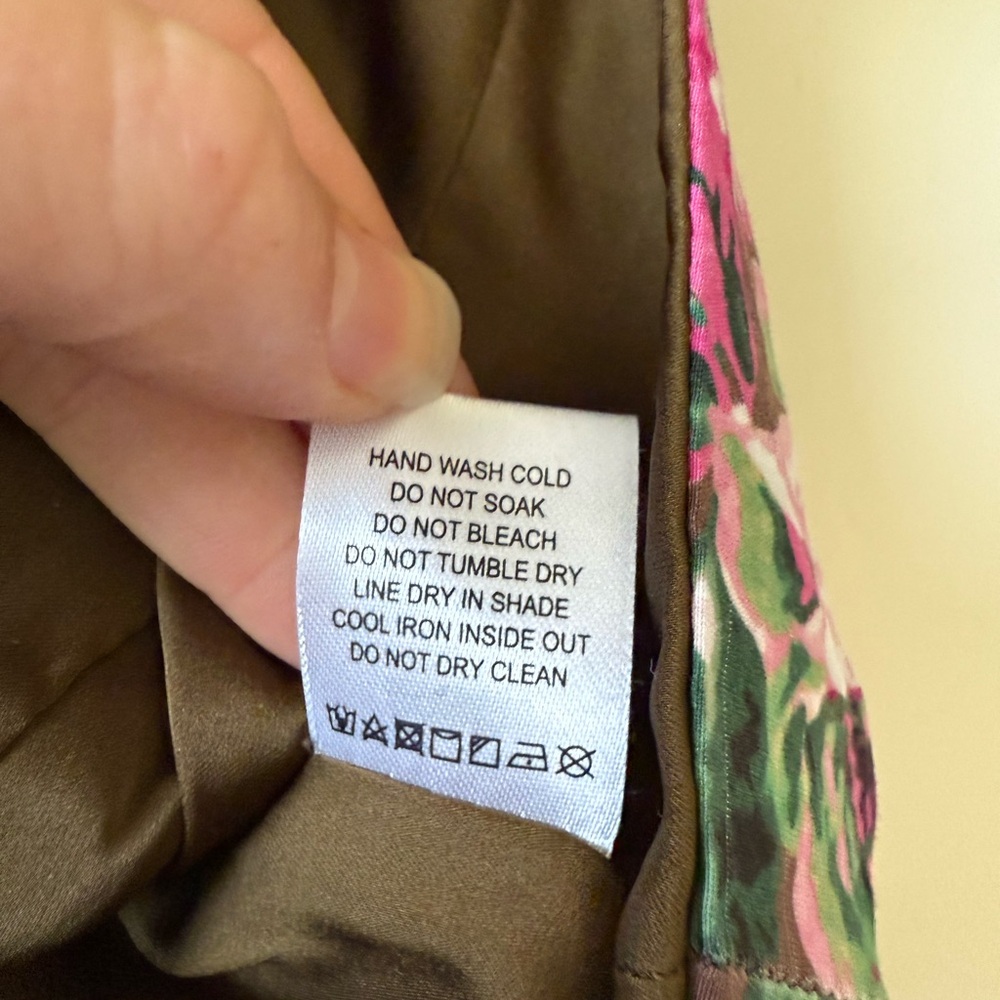 HAND WASH COLD
DO NOT SOAK
DO NOT BLEACH
DO NOT TUMBLE DRY
LINE DRY IN SHADE
COOL IRON INSIDE OUT
DO NOT DRY CLEAN